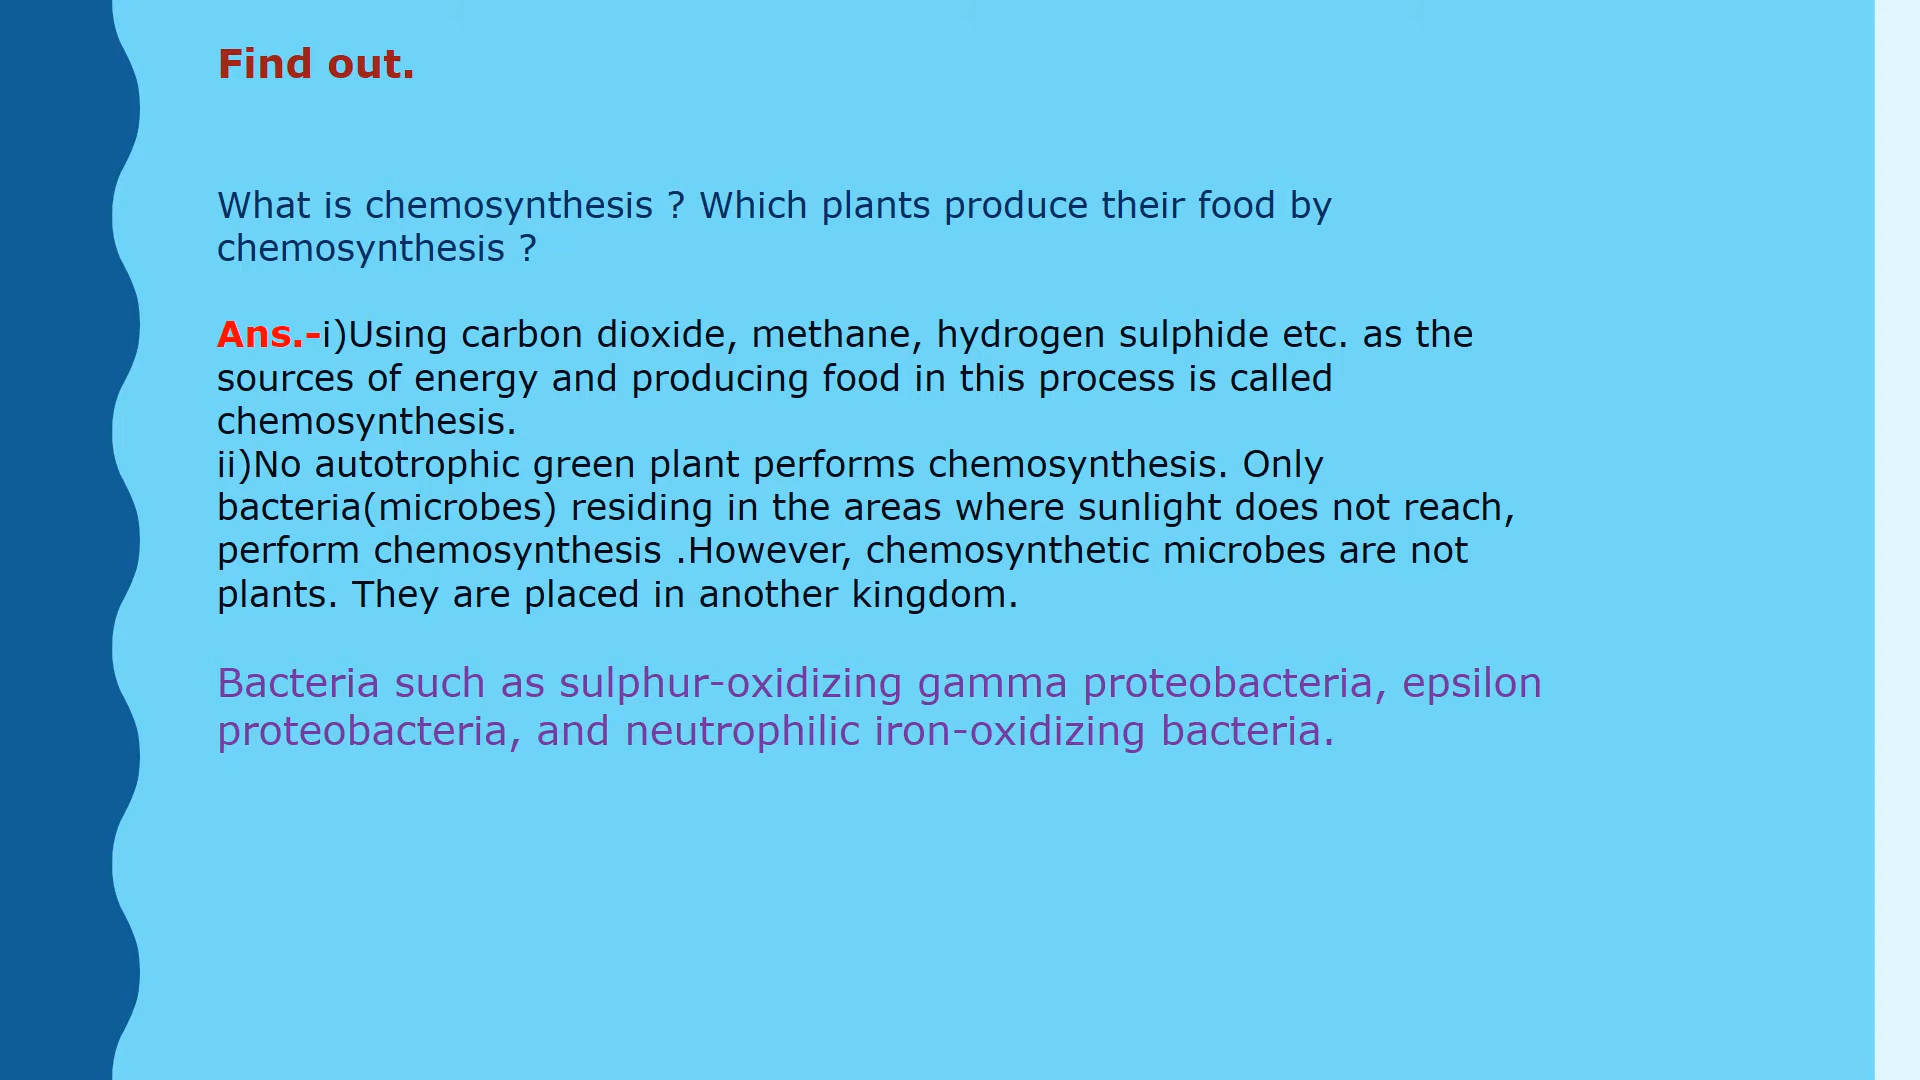 Find out.
What is chemosynthesis ? Which plants produce their food by
chemosynthesis ?
Ans.-i)Using carbon dioxide, methane, hydrogen sulphide etc. as the
sources of energy and producing food in this process is called
chemosynthesis.
ii)No autotrophic green plant performs chemosynthesis. Only
bacteria(microbes) residing in the areas where sunlight does not reach,
perform chemosynthesis .However, chemosynthetic microbes are not
plants. They are placed in another kingdom.
Bacteria such as sulphur-oxidizing gamma proteobacteria, epsilon
proteobacteria, and neutrophilic iron-oxidizing bacteria.